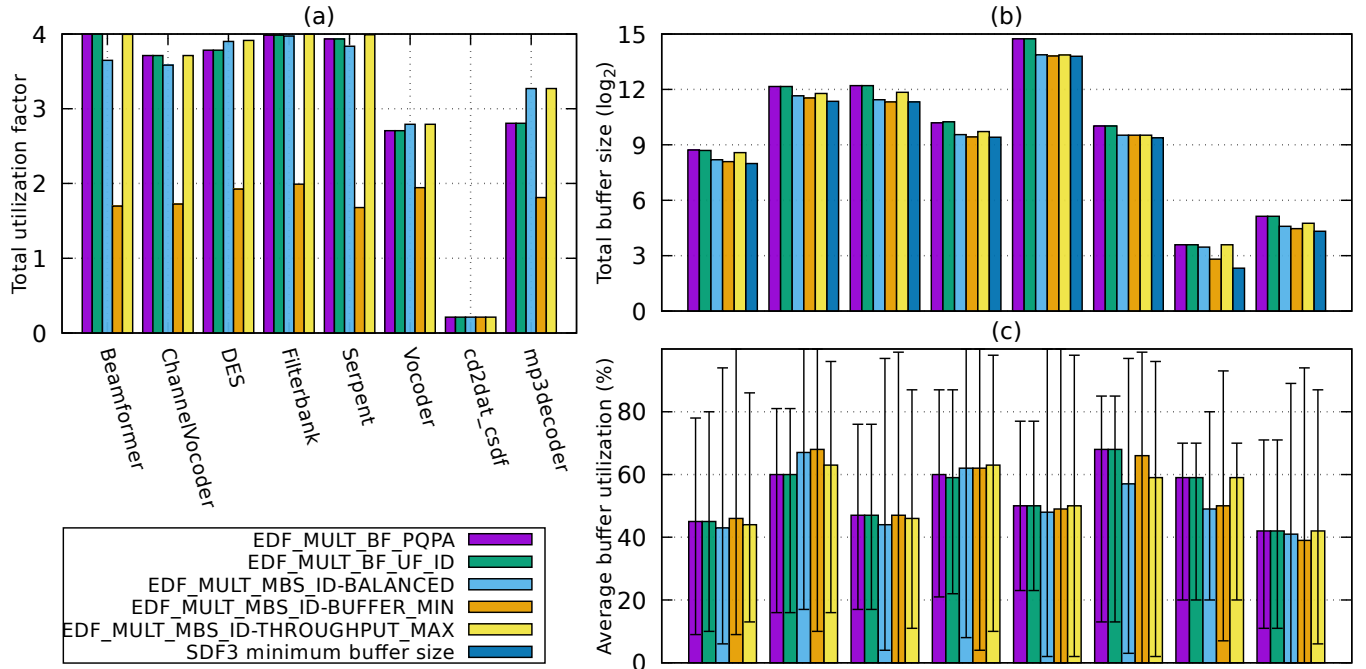 (a)
Total utilization factor
4
3
2
1
0
Beamformer
ChannelVocoder
DES
Filterbank
Serpent
Vocoder
cd2dat_csdf
mp3decoder
EDF_MULT_BF_PQPA
EDF_MULT_BF_UF_ID
EDF_MULT_MBS_ID-BALANCED
EDF_MULT_MBS_ID-BUFFER_MIN
EDF_MULT_MBS_ID-THROUGHPUT_MAX
SDF3 minimum buffer size
(b)
Total buffer size (log2)
15
12
9
6
3
0
(c)
Average buffer utilization (%)
80
60
40
20
0